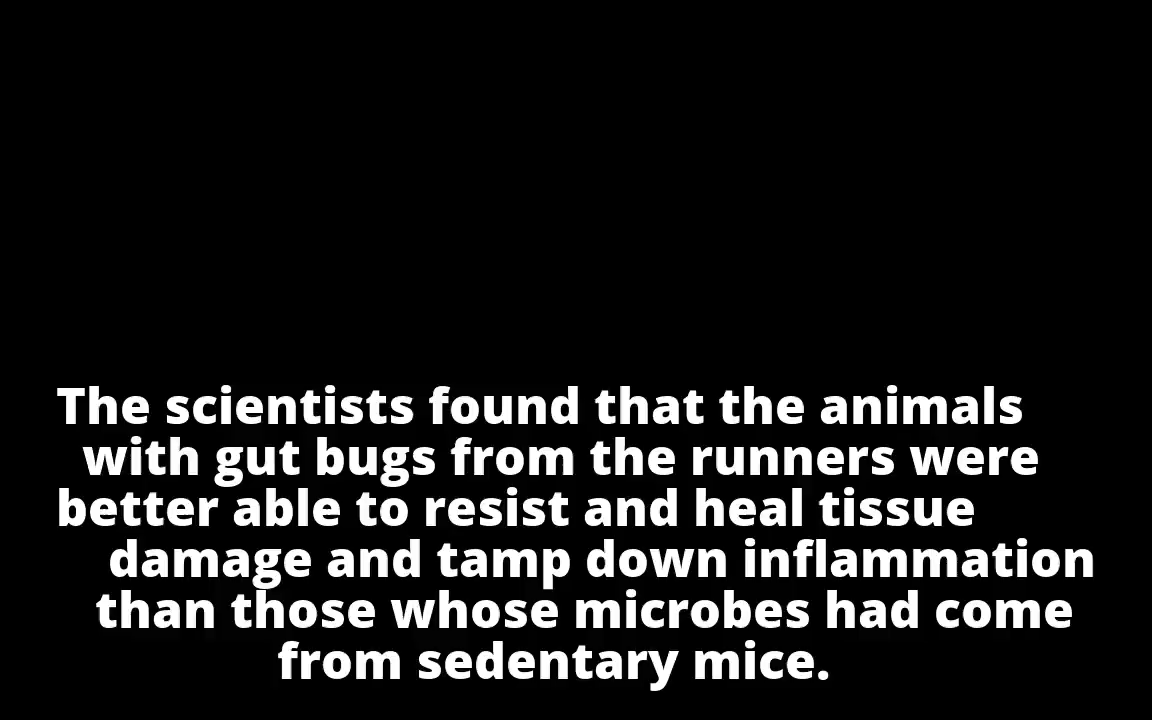 The scientists found that the animals
with gut bugs from the runners were
better able to resist and heal tissue
damage and tamp down inflammation
than those whose microbes had come
from sedentary mice.